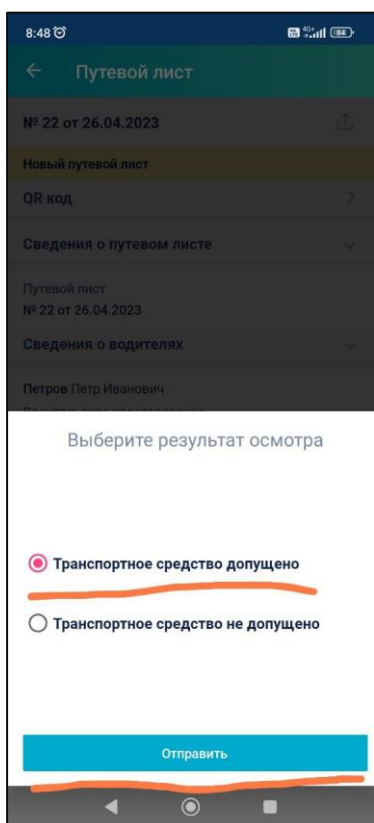 8:48
4G+
84
Путевой лист
№ 22 от 26.04.2023
Новый путевой лист
QR код
Сведения о путевом листе
Путевой лист
№ 22 от 26.04.2023
Сведения о водителях
Петров Петр Иванович
Выберите результат осмотра
Транспортное средство допущено
Транспортное средство не допущено
Отправить